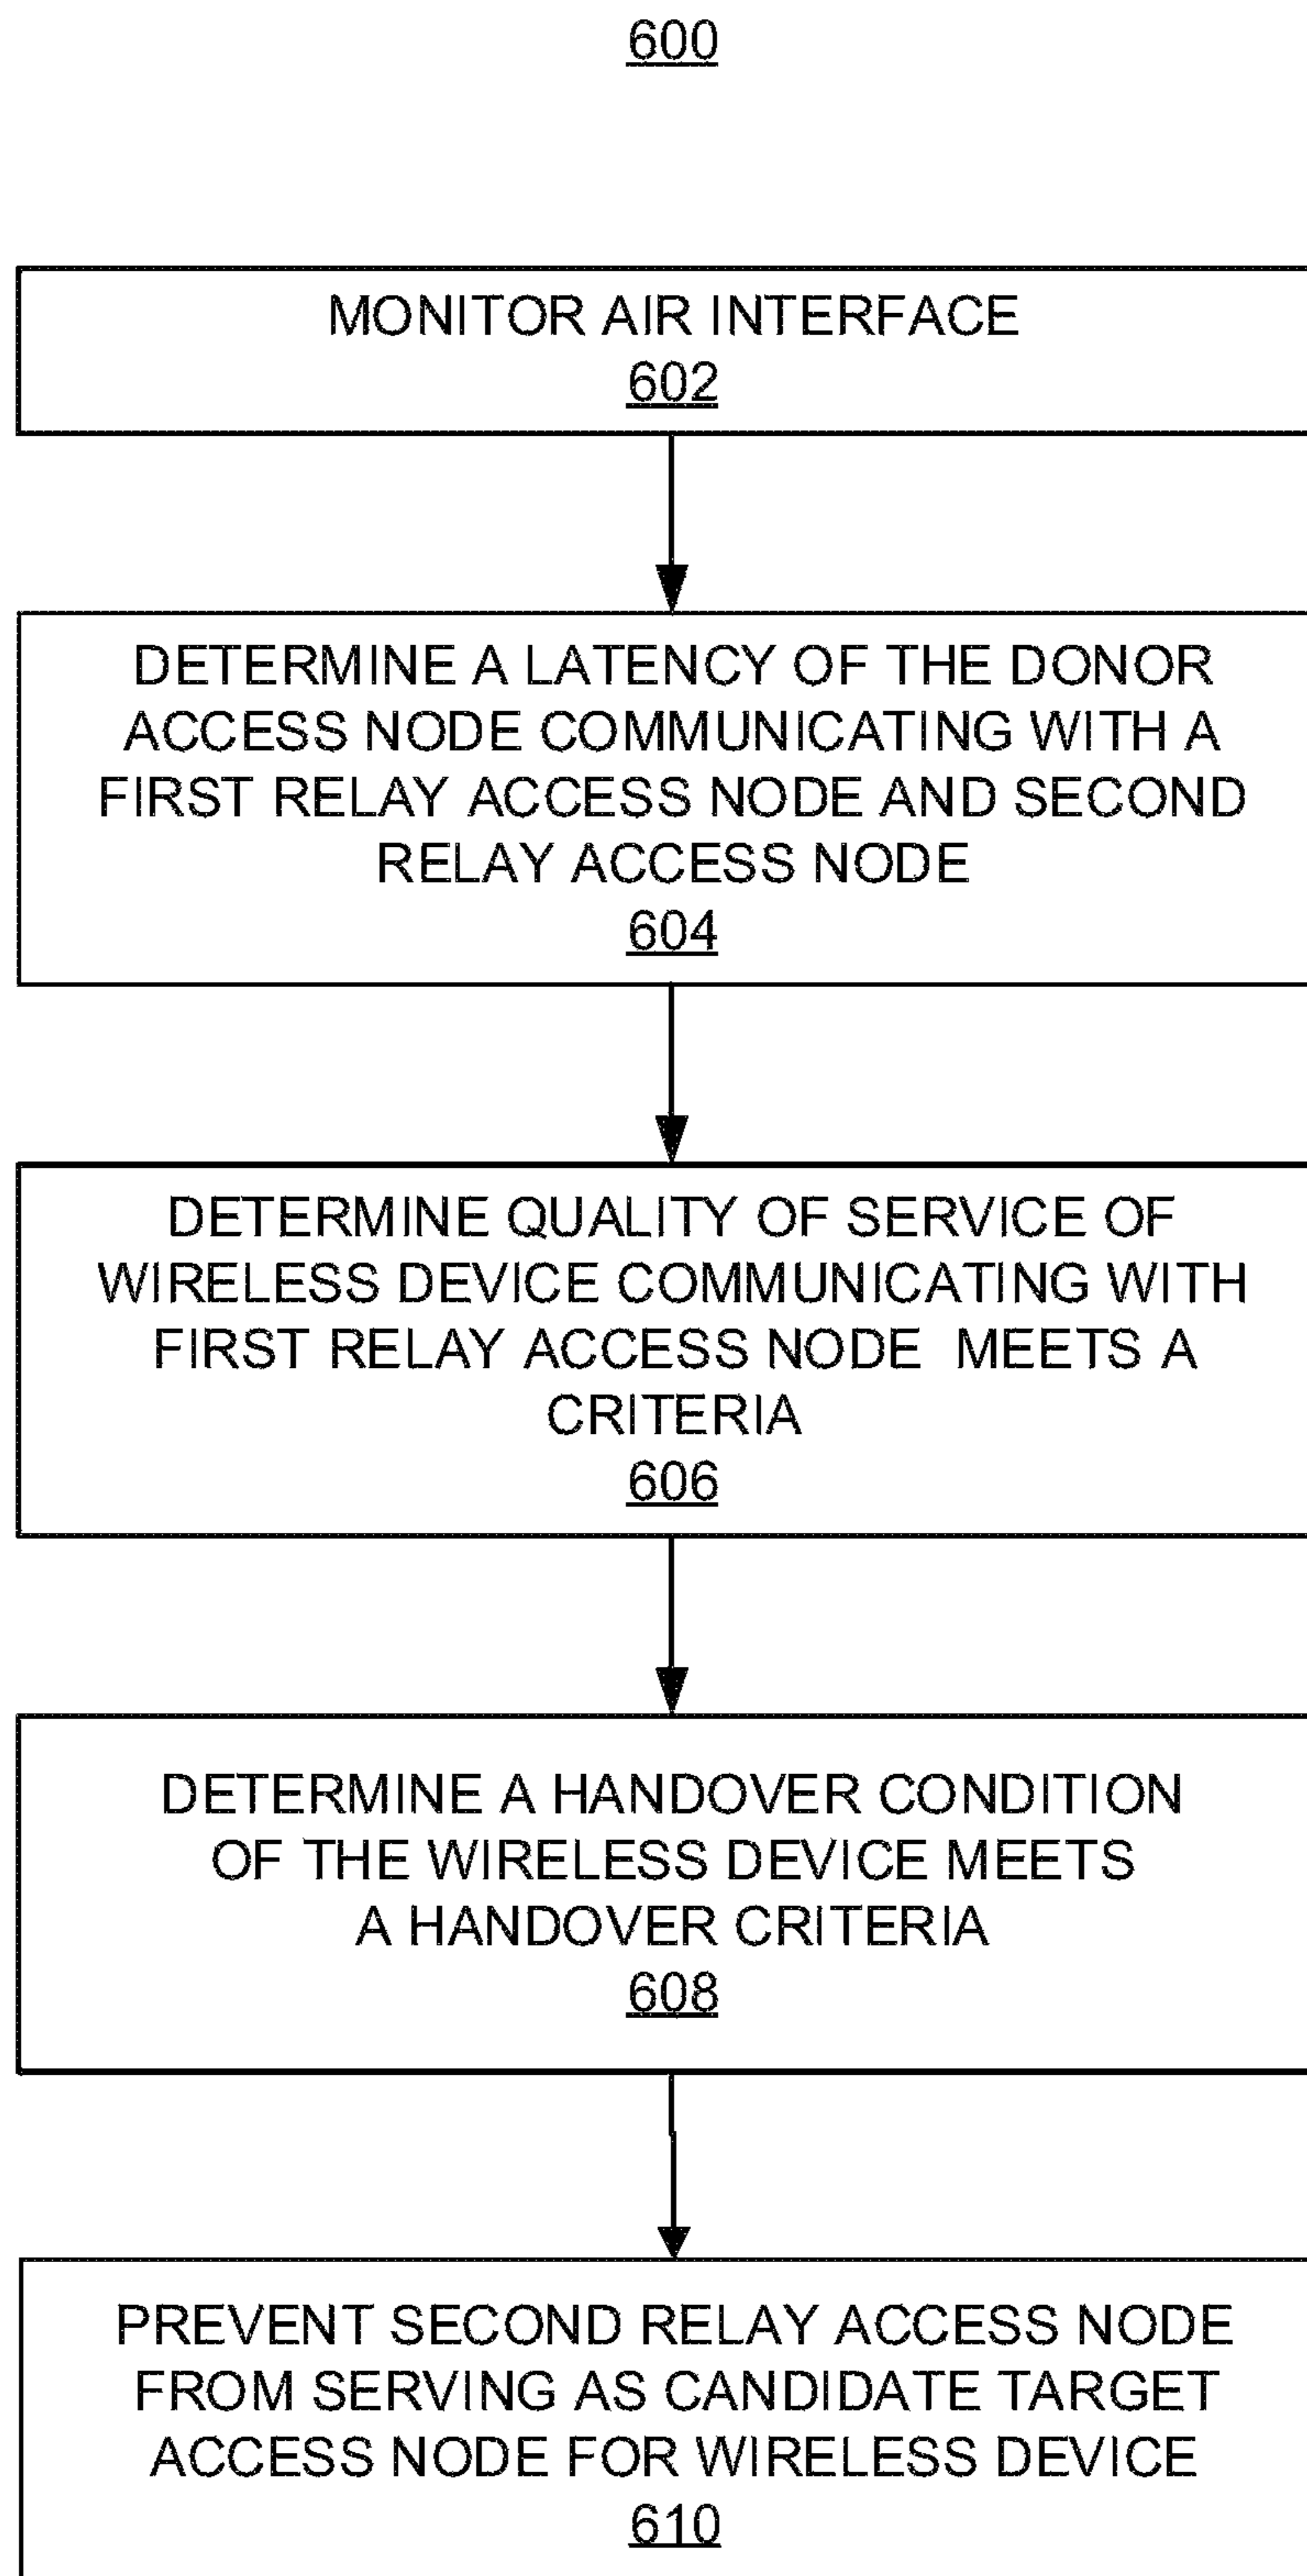 600
MONITOR AIR INTERFACE
602
DETERMINE A LATENCY OF THE DONOR
ACCESS NODE COMMUNICATING WITH A
FIRST RELAY ACCESS NODE AND SECOND
RELAY ACCESS NODE
604
DETERMINE QUALITY OF SERVICE OF
WIRELESS DEVICE COMMUNICATING WITH
FIRST RELAY ACCESS NODE  MEETS A
CRITERIA
606
DETERMINE A HANDOVER CONDITION
OF THE WIRELESS DEVICE MEETS
A HANDOVER CRITERIA
608
PREVENT SECOND RELAY ACCESS NODE
FROM SERVING AS CANDIDATE TARGET
ACCESS NODE FOR WIRELESS DEVICE
610